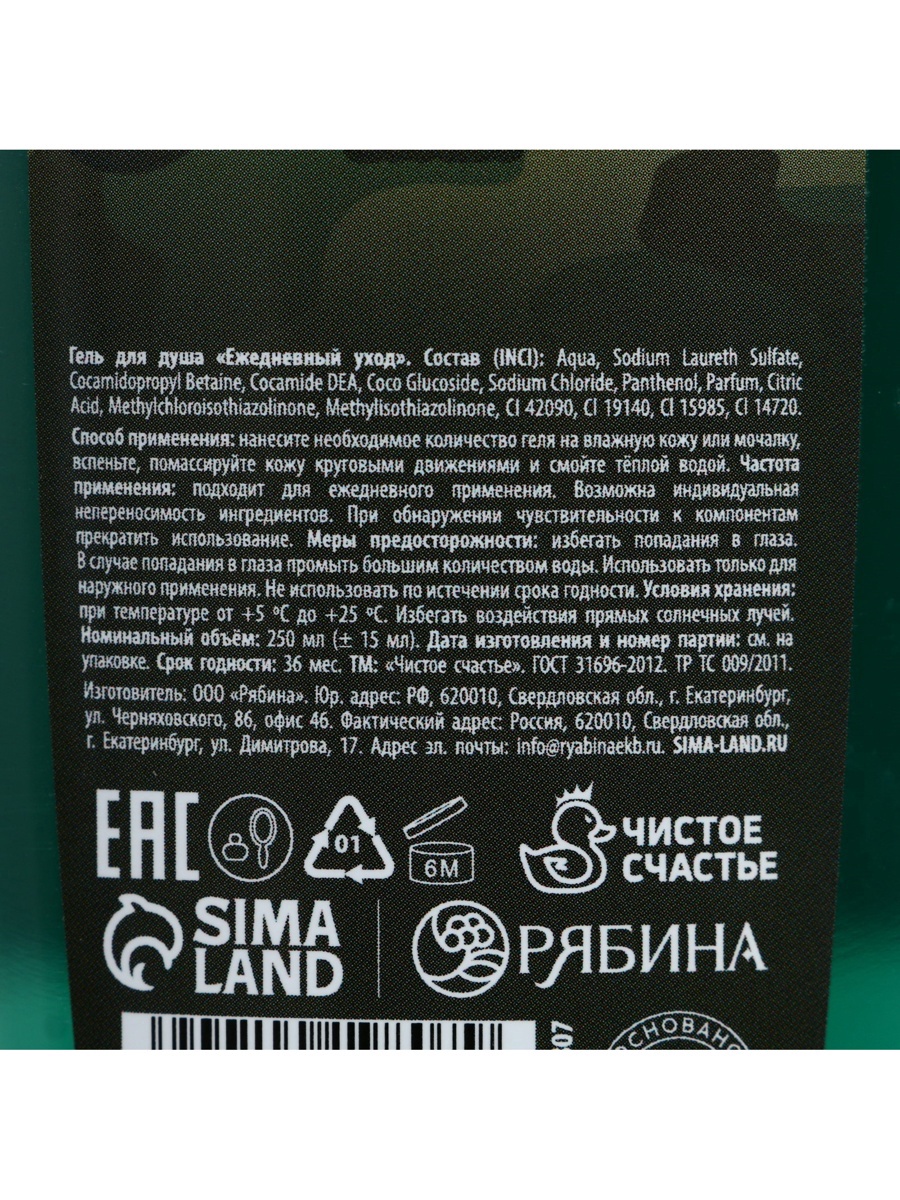 Гель для душа «Ежедневный уход». Состав (INCI): Aqua, Sodium Laureth Sulfate,
Cocamidopropyl Betaine, Cocamide DEA, Coco Glucoside, Sodium Chloride, Panthenol, Parfum, Citric
Acid, Methylchloroisothiazolinone, Methylisothiazolinone, CI 42090, CI 19140, CI 15985, CI 14720.
Способ применения: нанесите необходимое количество геля на влажную кожу или мочалку,
вспеньте, помассируйте кожу круговыми движениями и смойте тёплой водой. Частота
применения: подходит для ежедневного применения. Возможна индивидуальная
непереносимость ингредиентов. При обнаружении чувствительности к компонентам
прекратить использование. Меры предосторожности: избегать попадания в глаза.
В случае попадания в глаза промыть большим количеством воды. Использовать только для
наружного применения. Не использовать по истечении срока годности. Условия хранения:
при температуре от +5 °C до +25 °C. Избегать воздействия прямых солнечных лучей.
Номинальный объём: 250 мл (± 15 мл). Дата изготовления и номер партии: см. на
упаковке. Срок годности: 36 мес. ТМ: «Чистое счастье». ГОСТ 31696-2012. ТР ТС 009/2011.
Изготовитель: ООО «Рябина». Юр. адрес: РФ, 620010, Свердловская обл., г. Екатеринбург,
ул. Черняховского, 86, офис 46. Фактический адрес: Россия, 620010, Свердловская обл.,
г. Екатеринбург, ул. Димитрова, 17. Адрес эл. почты: info@ryabinaekb.ru. SIMA-LAND.RU
EAC 01 6M ЧИСТОЕ
СЧАСТЬЕ
SIMA
LAND
РЯБИНА
ОСНОВАНО